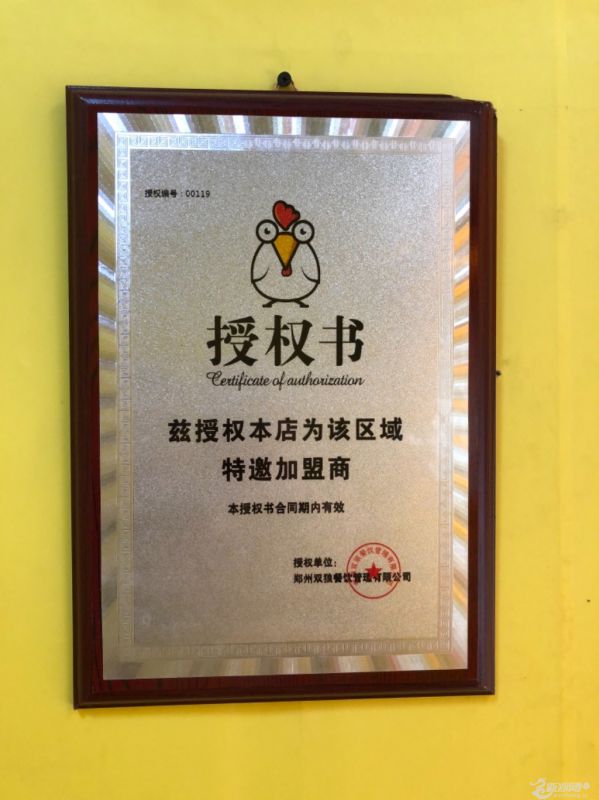 授权编号：00119
授权书
Certificate of authorization
兹授权本店为该区域
特邀加盟商
本授权书合同期内有效
授权单位：
郑州双狼餐饮管理有限公司